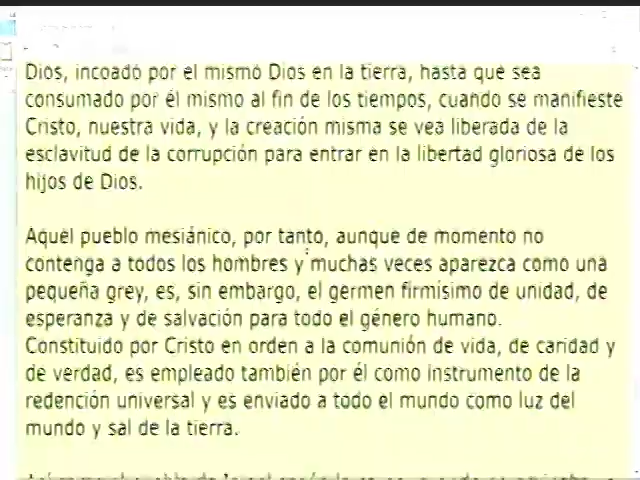 Dios, incoado por el mismo Dios en la tierra, hasta que sea
consumado por él mismo al fin de los tiempos, cuando se manifieste
Cristo, nuestra vida, y la creación misma se vea liberada de la
esclavitud de la corrupción para entrar en la libertad gloriosa de los
hijos de Dios.
Aquel pueblo mesiánico, por tanto, aunque de momento no
contenga a todos los hombres y muchas veces aparezca como una
pequeña grey, es, sin embargo, el germen firmísimo de unidad, de
esperanza y de salvación para todo el género humano.
Constituido por Cristo en orden a la comunión de vida, de caridad y
de verdad, es empleado también por él como instrumento de la
redención universal y es enviado a todo el mundo como luz del
mundo y sal de la tierra.